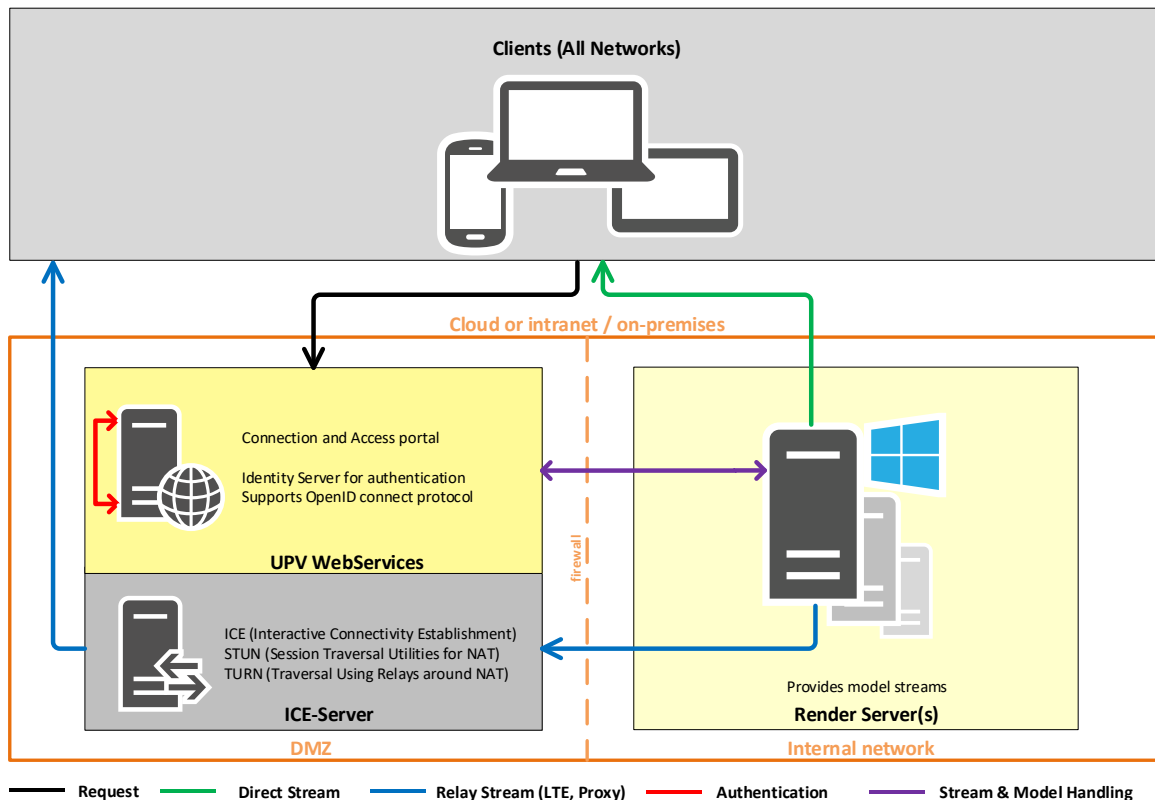 Clients (All Networks)
Cloud or intranet / on-premises
Connection and Access portal
Identity Server for authentication
Supports OpenID connect protocol
UPV WebServices
firewall
ICE (Interactive Connectivity Establishment)
STUN (Session Traversal Utilities for NAT)
TURN (Traversal Using Relays around NAT)
ICE-Server
Provides model streams
Render Server(s)
DMZ
Internal network
Request
Direct Stream
Relay Stream (LTE, Proxy)
Authentication
Stream & Model Handling